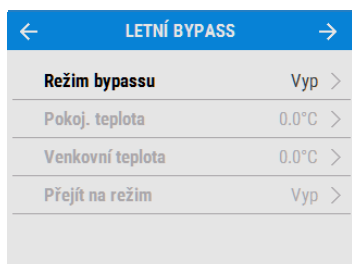 LETNÍ BYPASS
Režim bypassu Vyp
Pokoj. teplota 0.0°C
Venkovní teplota 0.0°C
Přejít na režim Vyp